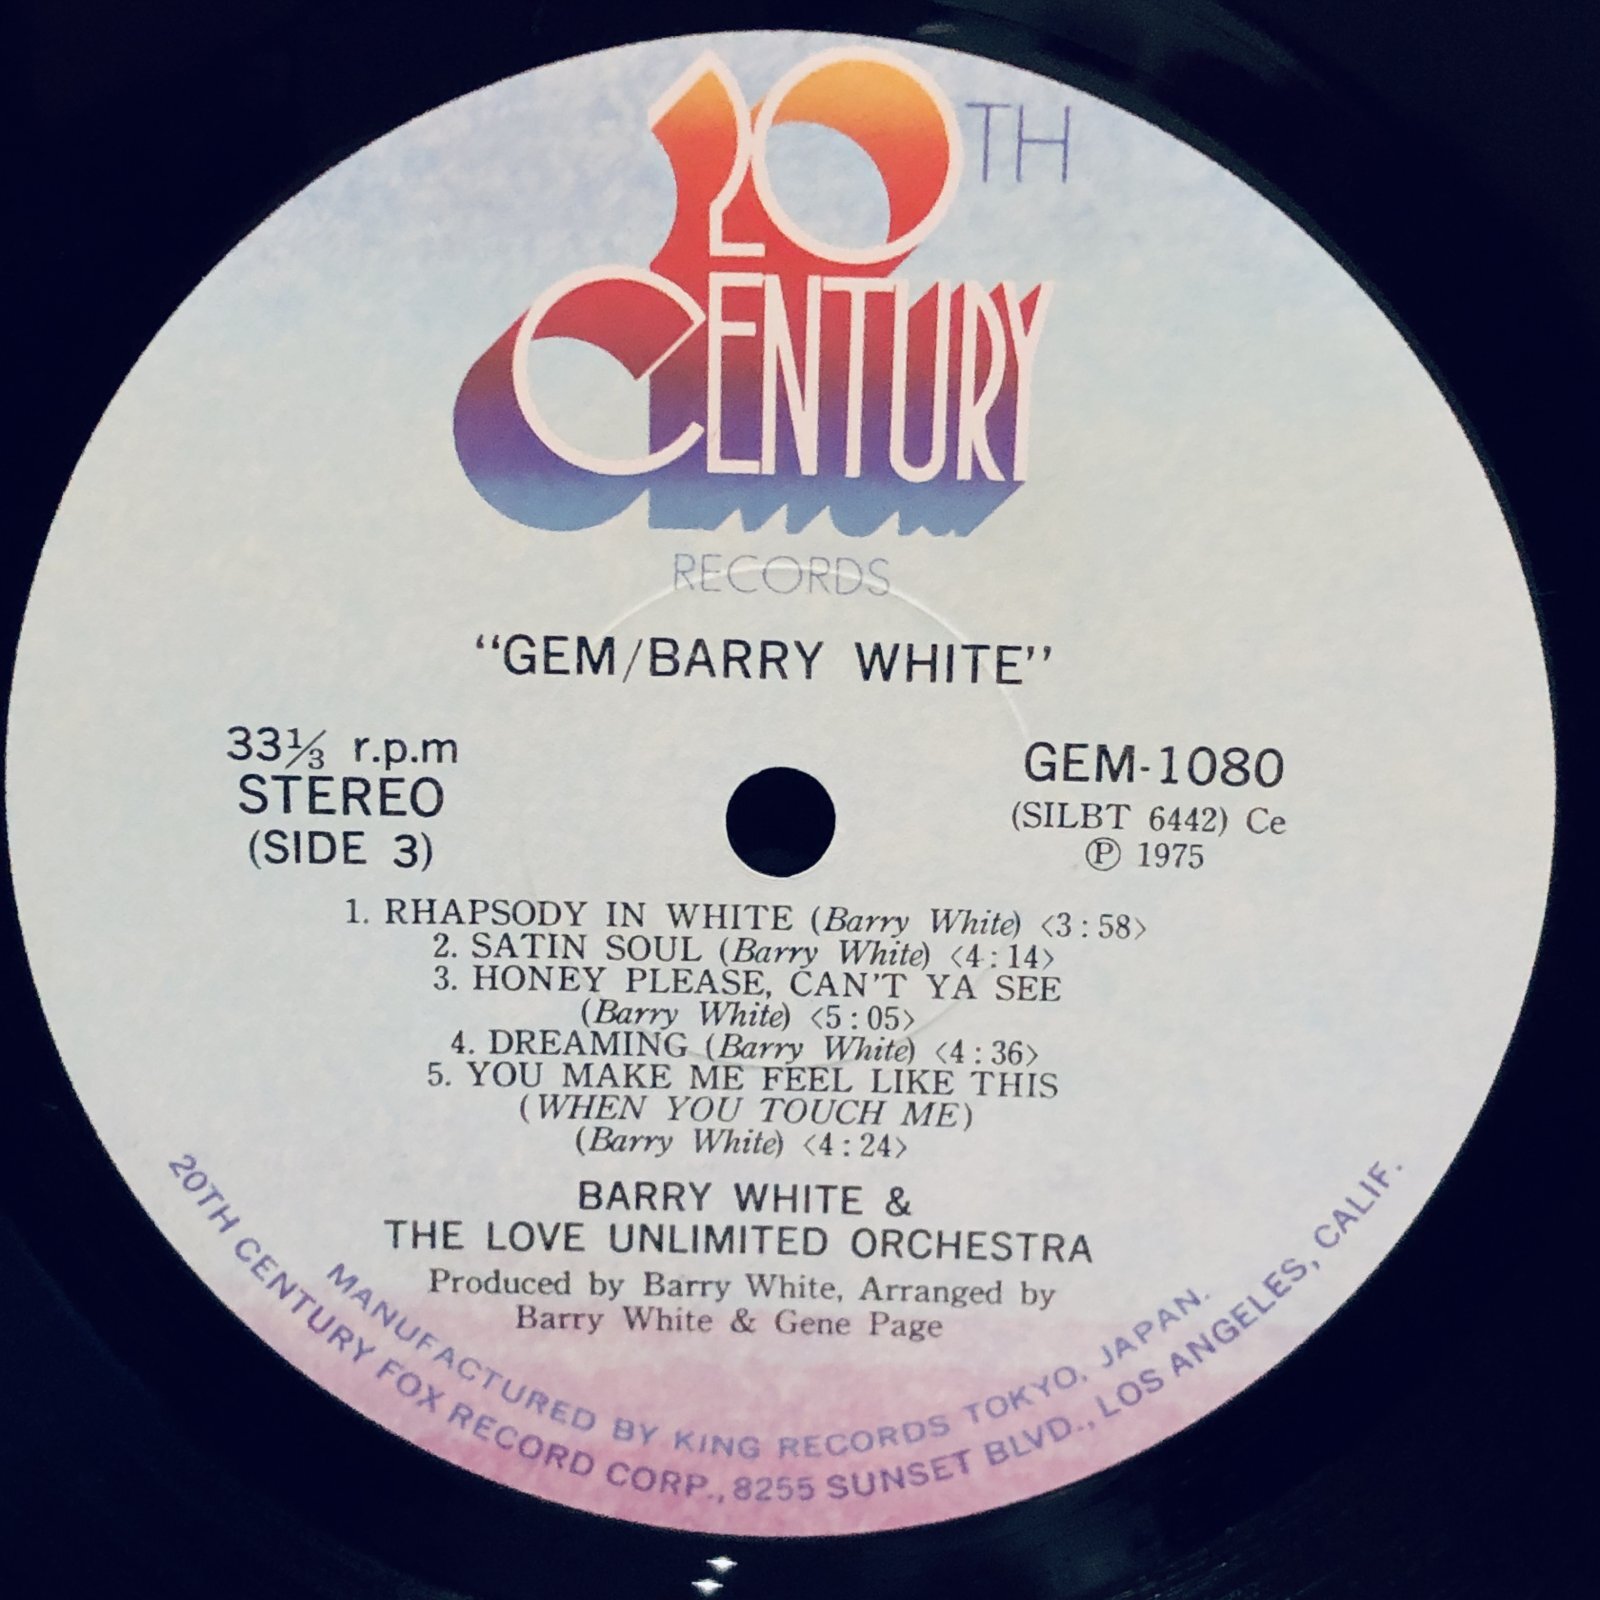 20TH
CENTURY
RECORDS
“GEM/BARRY WHITE”
33⅓ r.p.m
STEREO
(SIDE 3)
GEM-1080
(SILBT 6442) Ce
Ⓟ 1975
1. RHAPSODY IN WHITE (Barry White) <3:58>
2. SATIN SOUL (Barry White) <4:14>
3. HONEY PLEASE, CAN'T YA SEE
(Barry White) <5:05>
4. DREAMING (Barry White) <4:36>
5. YOU MAKE ME FEEL LIKE THIS
(WHEN YOU TOUCH ME)
(Barry White) <4:24>
BARRY WHITE &
THE LOVE UNLIMITED ORCHESTRA
Produced by Barry White, Arranged by
Barry White & Gene Page
MANUFACTURED BY KING RECORDS TOKYO, JAPAN.
20TH CENTURY FOX RECORD CORP., 8255 SUNSET BLVD., LOS ANGELES, CALIF.